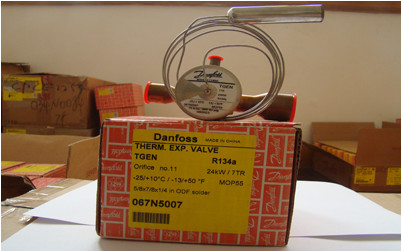 Danfoss
TGEN
Danfoss MADE IN CHINA
THERM. EXP. VALVE
TGEN R134a
Orifice no.11 24kW / 7TR
-25/+10°C / -13/+50 °F MOP55
5/8x7/8x1/4 in ODF solder
067N5007
Danfoss